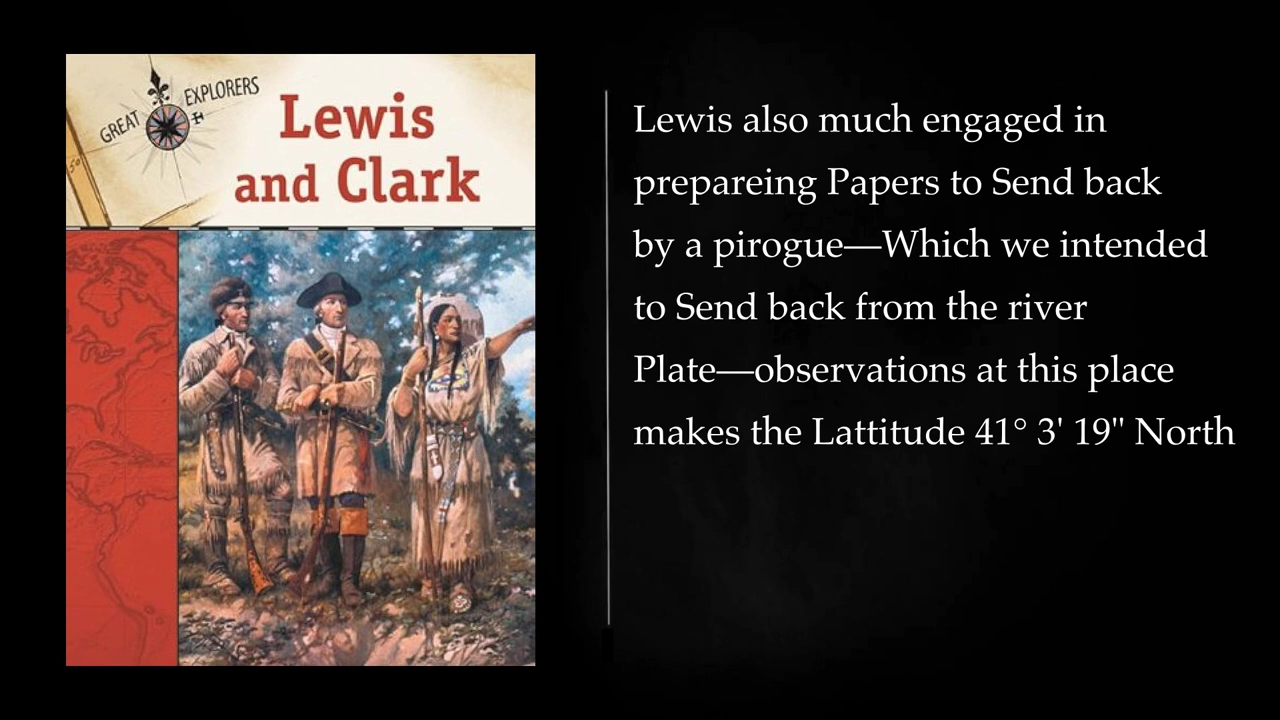 GREAT EXPLORERS
Lewis
and Clark
50
Lewis also much engaged in
prepareing Papers to Send back
by a pirogue—Which we intended
to Send back from the river
Plate—observations at this place
makes the Lattitude 41° 3' 19" North